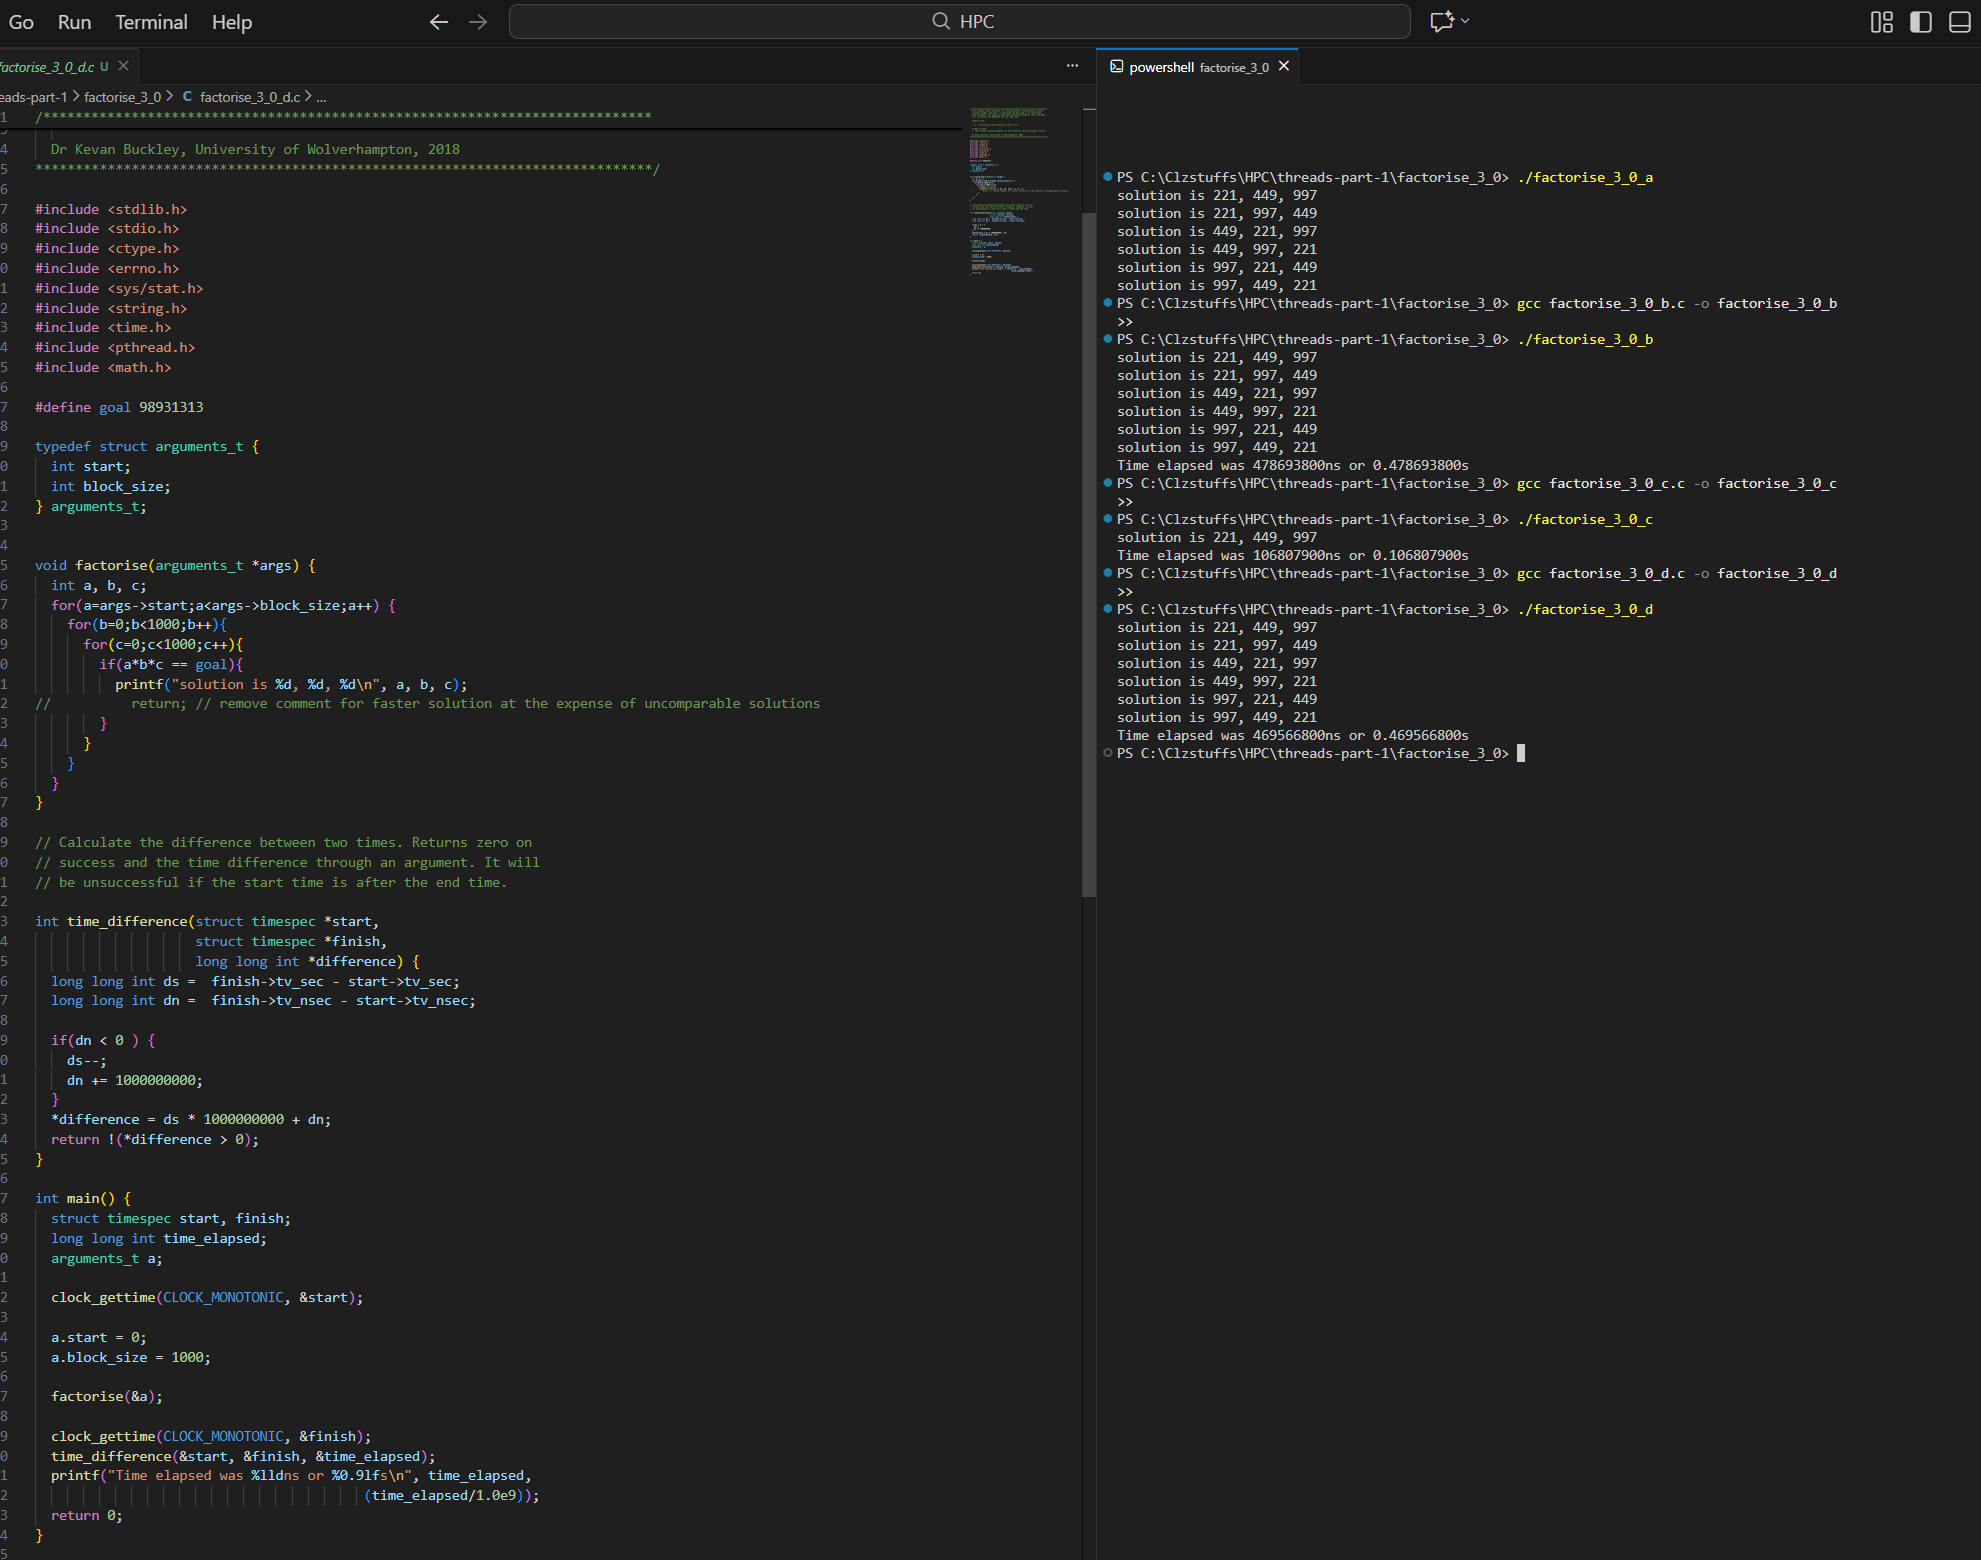 Go Run Terminal Help
HPC
factorise_3_0_d.c U
powershell factorise_3_0
eads-part-1 > factorise_3_0 > C factorise_3_0_d.c > ...
Dr Kevan Buckley, University of Wolverhampton, 2018
#include <stdlib.h>
#include <stdio.h>
#include <ctype.h>
#include <errno.h>
#include <sys/stat.h>
#include <string.h>
#include <time.h>
#include <pthread.h>
#include <math.h>
#define goal 98931313
typedef struct arguments_t {
int start;
int block_size;
} arguments_t;
void factorise(arguments_t *args) {
int a, b, c;
for(a=args->start;a<args->block_size;a++) {
for(b=0;b<1000;b++){
for(c=0;c<1000;c++){
if(a*b*c == goal){
printf("solution is %d, %d, %d\n", a, b, c);
// return; // remove comment for faster solution at the expense of uncomparable solutions
}
}
}
}
}
// Calculate the difference between two times. Returns zero on
// success and the time difference through an argument. It will
// be unsuccessful if the start time is after the end time.
int time_difference(struct timespec *start,
struct timespec *finish,
long long int *difference) {
long long int ds = finish->tv_sec - start->tv_sec;
long long int dn = finish->tv_nsec - start->tv_nsec;
if(dn < 0 ) {
ds--;
dn += 1000000000;
}
*difference = ds * 1000000000 + dn;
return !(*difference > 0);
}
int main() {
struct timespec start, finish;
long long int time_elapsed;
arguments_t a;
clock_gettime(CLOCK_MONOTONIC, &start);
a.start = 0;
a.block_size = 1000;
factorise(&a);
clock_gettime(CLOCK_MONOTONIC, &finish);
time_difference(&start, &finish, &time_elapsed);
printf("Time elapsed was %lldns or %0.9lfs\n", time_elapsed,
(time_elapsed/1.0e9));
return 0;
}
PS C:\Clzstuffs\HPC\threads-part-1\factorise_3_0> ./factorise_3_0_a
solution is 221, 449, 997
solution is 221, 997, 449
solution is 449, 221, 997
solution is 449, 997, 221
solution is 997, 221, 449
solution is 997, 449, 221
PS C:\Clzstuffs\HPC\threads-part-1\factorise_3_0> gcc factorise_3_0_b.c -o factorise_3_0_b
>>
PS C:\Clzstuffs\HPC\threads-part-1\factorise_3_0> ./factorise_3_0_b
solution is 221, 449, 997
solution is 221, 997, 449
solution is 449, 221, 997
solution is 449, 997, 221
solution is 997, 221, 449
solution is 997, 449, 221
Time elapsed was 478693800ns or 0.478693800s
PS C:\Clzstuffs\HPC\threads-part-1\factorise_3_0> gcc factorise_3_0_c.c -o factorise_3_0_c
>>
PS C:\Clzstuffs\HPC\threads-part-1\factorise_3_0> ./factorise_3_0_c
solution is 221, 449, 997
Time elapsed was 106807900ns or 0.106807900s
PS C:\Clzstuffs\HPC\threads-part-1\factorise_3_0> gcc factorise_3_0_d.c -o factorise_3_0_d
>>
PS C:\Clzstuffs\HPC\threads-part-1\factorise_3_0> ./factorise_3_0_d
solution is 221, 449, 997
solution is 221, 997, 449
solution is 449, 221, 997
solution is 449, 997, 221
solution is 997, 221, 449
solution is 997, 449, 221
Time elapsed was 469566800ns or 0.469566800s
PS C:\Clzstuffs\HPC\threads-part-1\factorise_3_0>